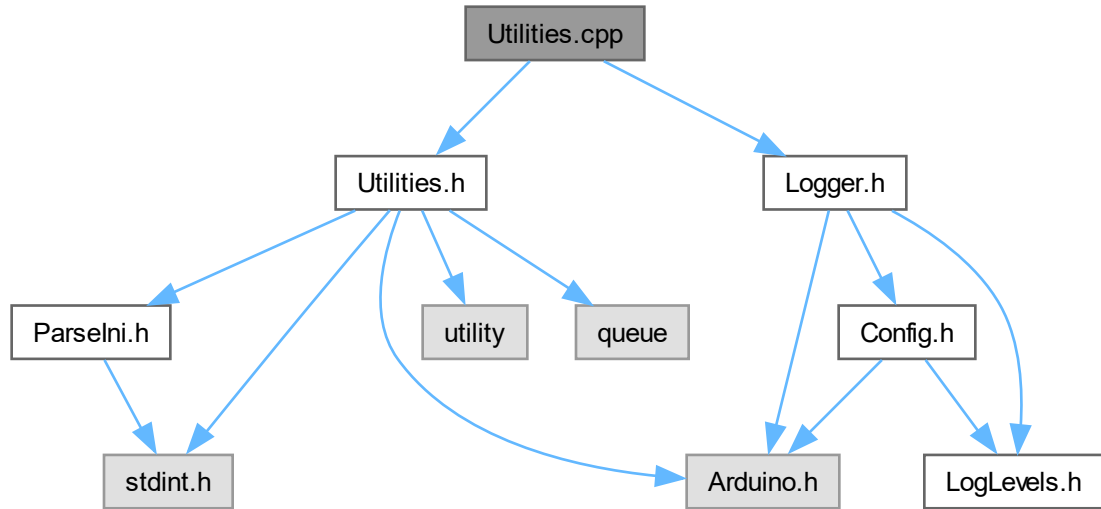 Utilities.cpp
Utilities.h
Logger.h
ParseIni.h
utility
queue
Config.h
stdint.h
Arduino.h
LogLevels.h